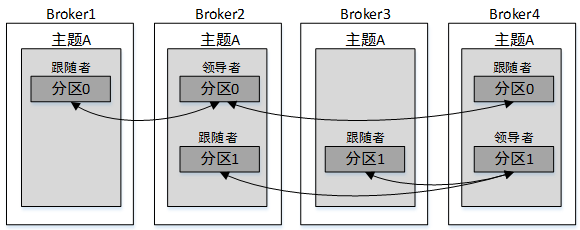 Broker1
Broker2
Broker3
Broker4
主题A
主题A
主题A
主题A
跟随者
领导者
跟随者
分区0
分区0
分区0
跟随者
跟随者
领导者
分区1
分区1
分区1